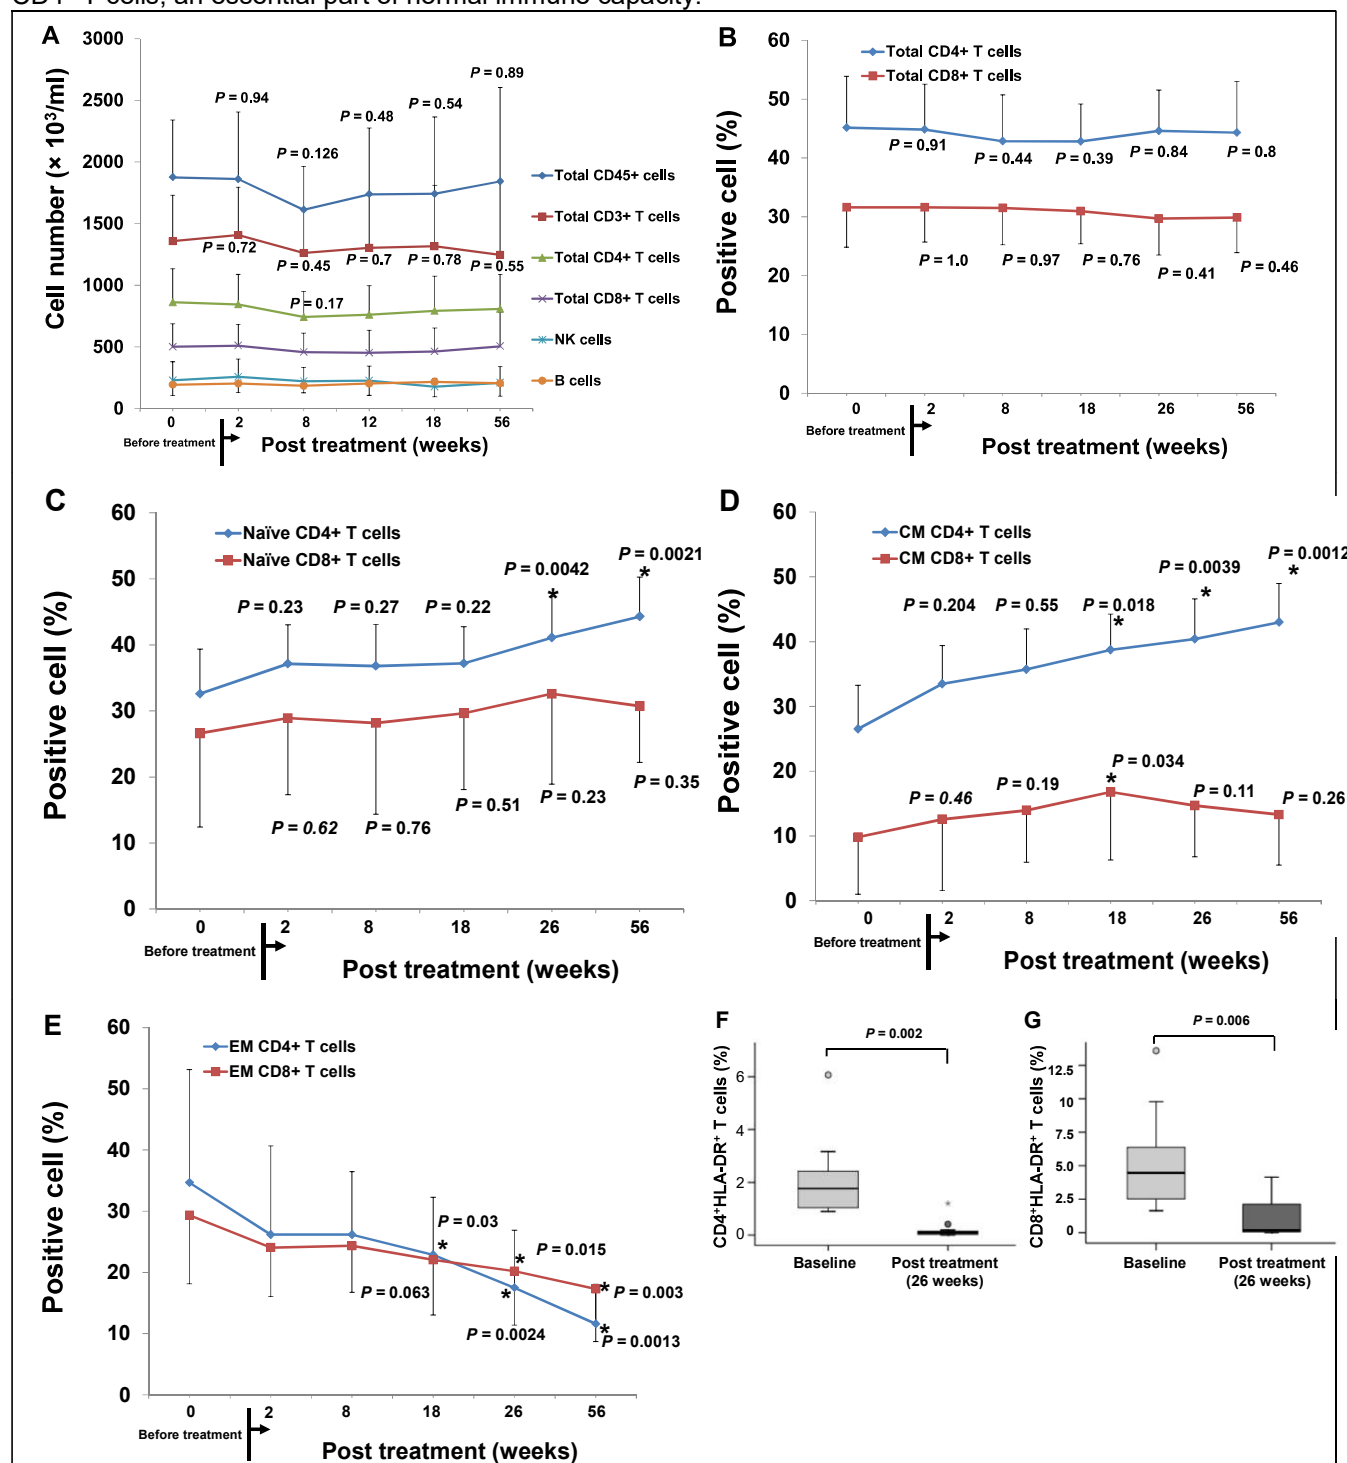 CD4+ T cells, an essential part of normal immune capacity.
A
3000
2500
2000
1500
1000
500
0
Cell number (× 10³/ml)
P = 0.94
P = 0.126
P = 0.48
P = 0.54
P = 0.89
P = 0.72
P = 0.45
P = 0.7
P = 0.78
P = 0.55
P = 0.17
Total CD45+ cells
Total CD3+ T cells
Total CD4+ T cells
Total CD8+ T cells
NK cells
B cells
0 2 8 12 18 56
Before treatment
Post treatment (weeks)
B
60
50
40
30
20
10
0
Positive cell (%)
Total CD4+ T cells
Total CD8+ T cells
P = 0.91
P = 0.44
P = 0.39
P = 0.84
P = 0.8
P = 1.0
P = 0.97
P = 0.76
P = 0.41
P = 0.46
0 2 8 18 26 56
Before treatment
Post treatment (weeks)
C
60
50
40
30
20
10
0
Positive cell (%)
Naïve CD4+ T cells
Naïve CD8+ T cells
P = 0.23
P = 0.27
P = 0.22
P = 0.0042
*
P = 0.0021
*
P = 0.62
P = 0.76
P = 0.51
P = 0.23
P = 0.35
0 2 8 18 26 56
Before treatment
Post treatment (weeks)
D
60
50
40
30
20
10
0
Positive cell (%)
CM CD4+ T cells
CM CD8+ T cells
P = 0.204
P = 0.55
P = 0.018
*
P = 0.0039
*
P = 0.0012
*
P = 0.46
P = 0.19
P = 0.034
*
P = 0.11
P = 0.26
0 2 8 18 26 56
Before treatment
Post treatment (weeks)
E
60
50
40
30
20
10
0
Positive cell (%)
EM CD4+ T cells
EM CD8+ T cells
P = 0.03
*
P = 0.015
*
P = 0.063
*
P = 0.003
*
P = 0.0024
*
P = 0.0013
0 2 8 18 26 56
Before treatment
Post treatment (weeks)
F
P = 0.002
CD4⁺HLA-DR⁺ T cells (%)
6
4
2
0
Baseline
Post treatment
(26 weeks)
G
P = 0.006
CD8⁺HLA-DR⁺ T cells (%)
12.5
10
7.5
5.0
2.5
0
Baseline
Post treatment
(26 weeks)